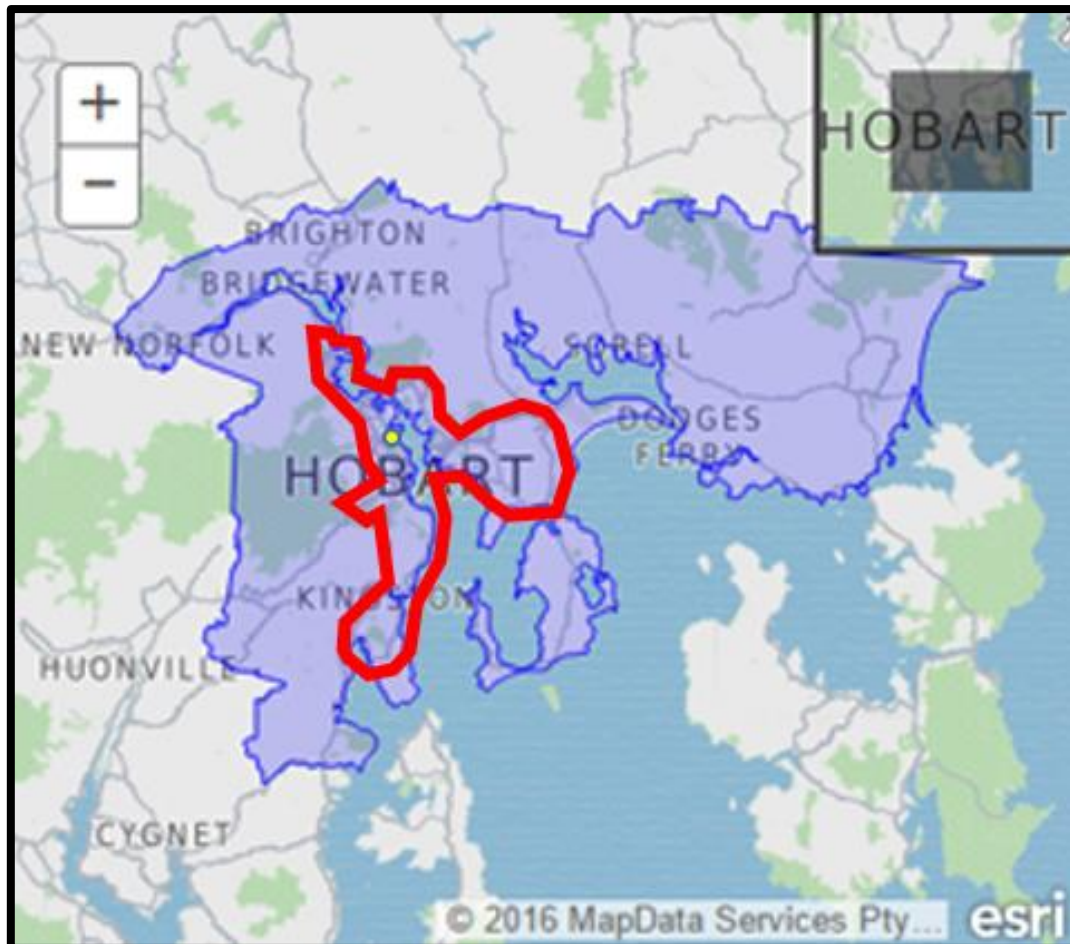 +
HOBART
−
BRIGHTON
BRIDGEWATER
NEW NORFOLK
SORELL
DODGES
FERRY
HOBART
KINGSTON
HUONVILLE
CYGNET
© 2016 MapData Services Pty... esri